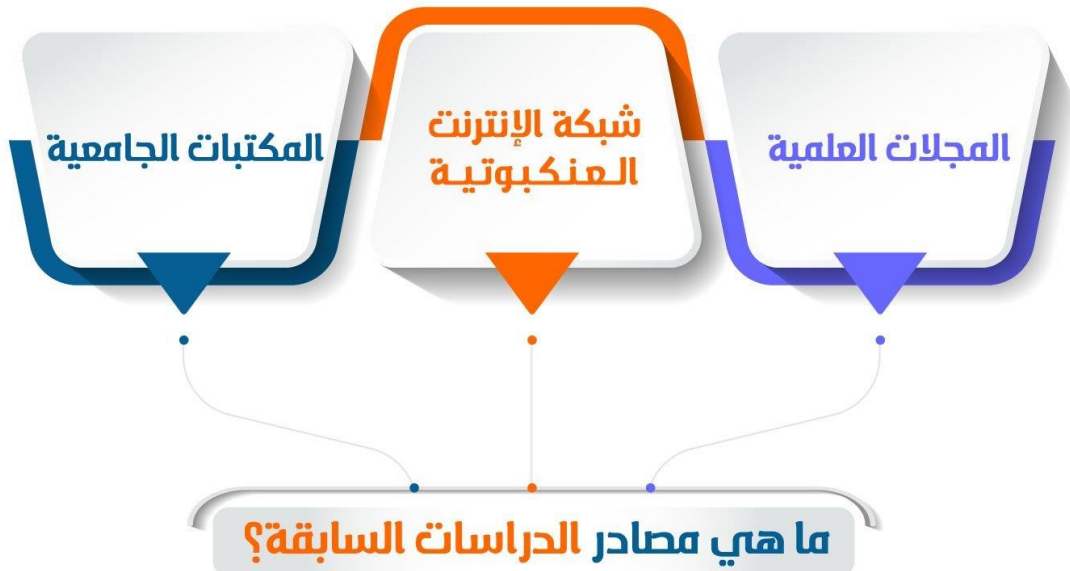 المجلات العلمية
شبكة الإنترنت
العنكبوتية
المكتبات الجامعية
ما هي مصادر الدراسات السابقة؟